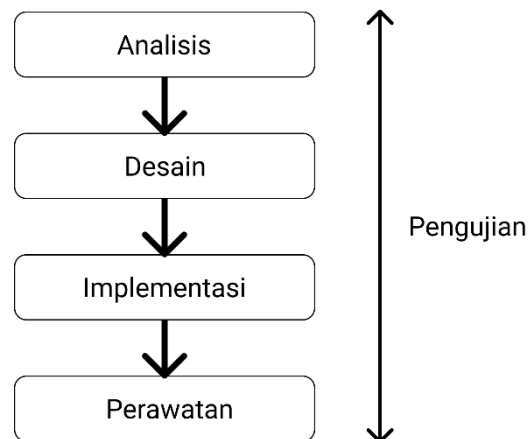 Analisis
Desain
Implementasi
Perawatan
Pengujian